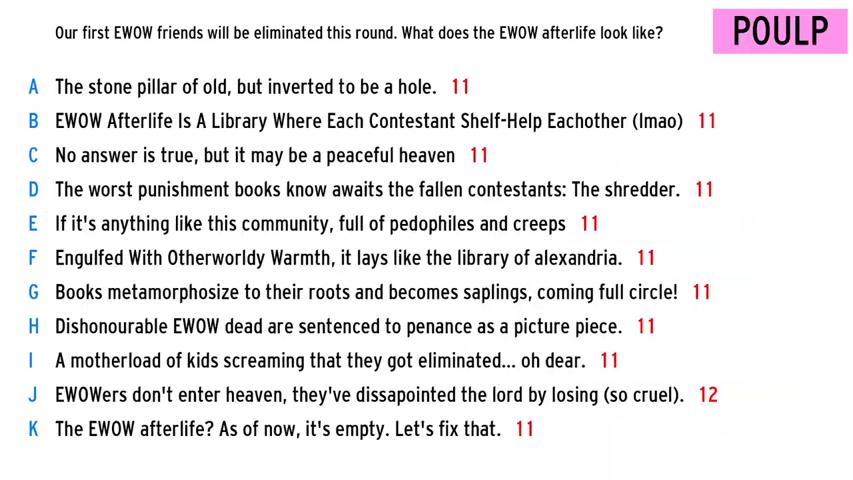 Our first EWOW friends will be eliminated this round. What does the EWOW afterlife look like?
POULP
A The stone pillar of old, but inverted to be a hole. 11
B EWOW Afterlife Is A Library Where Each Contestant Shelf-Help Eachother (lmao) 11
C No answer is true, but it may be a peaceful heaven 11
D The worst punishment books know awaits the fallen contestants: The shredder. 11
E If it's anything like this community, full of pedophiles and creeps 11
F Engulfed With Otherworldy Warmth, it lays like the library of alexandria. 11
G Books metamorphosize to their roots and becomes saplings, coming full circle! 11
H Dishonourable EWOW dead are sentenced to penance as a picture piece. 11
I A motherload of kids screaming that they got eliminated... oh dear. 11
J EWOWers don't enter heaven, they've dissapointed the lord by losing (so cruel). 12
K The EWOW afterlife? As of now, it's empty. Let's fix that. 11